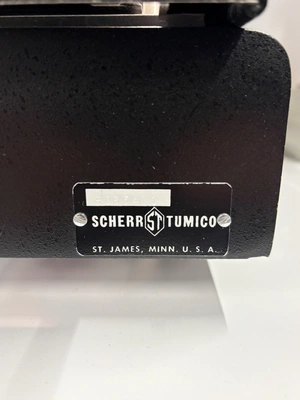 SCHERR ST TUMICO
ST. JAMES, MINN. U. S. A.